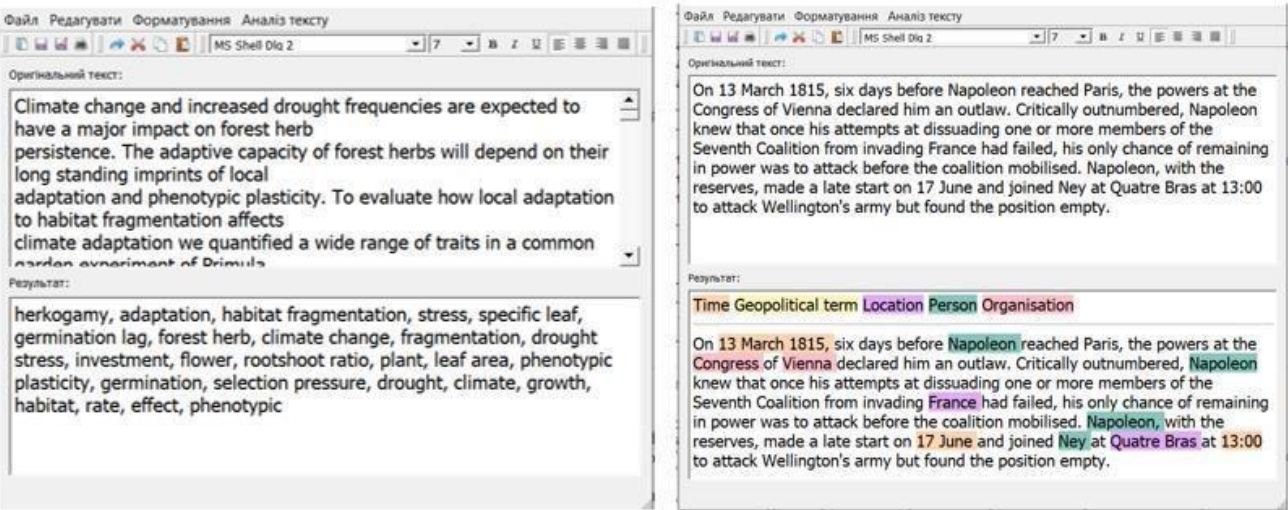 Файл Редагувати Форматування Аналіз тексту
MS Shell Dlg 2
7
B I U
Оригінальний текст:
Climate change and increased drought frequencies are expected to
have a major impact on forest herb
persistence. The adaptive capacity of forest herbs will depend on their
long standing imprints of local
adaptation and phenotypic plasticity. To evaluate how local adaptation
to habitat fragmentation affects
climate adaptation we quantified a wide range of traits in a common
garden experiment of Primula
Результат:
herkogamy, adaptation, habitat fragmentation, stress, specific leaf,
germination lag, forest herb, climate change, fragmentation, drought
stress, investment, flower, rootshoot ratio, plant, leaf area, phenotypic
plasticity, germination, selection pressure, drought, climate, growth,
habitat, rate, effect, phenotypic
Файл Редагувати Форматування Аналіз тексту
MS Shell Dlg 2
7
B I U
Оригінальний текст:
On 13 March 1815, six days before Napoleon reached Paris, the powers at the
Congress of Vienna declared him an outlaw. Critically outnumbered, Napoleon
knew that once his attempts at dissuading one or more members of the
Seventh Coalition from invading France had failed, his only chance of remaining
in power was to attack before the coalition mobilised. Napoleon, with the
reserves, made a late start on 17 June and joined Ney at Quatre Bras at 13:00
to attack Wellington's army but found the position empty.
Результат:
Time Geopolitical term Location Person Organisation
On 13 March 1815, six days before Napoleon reached Paris, the powers at the
Congress of Vienna declared him an outlaw. Critically outnumbered, Napoleon
knew that once his attempts at dissuading one or more members of the
Seventh Coalition from invading France had failed, his only chance of remaining
in power was to attack before the coalition mobilised. Napoleon, with the
reserves, made a late start on 17 June and joined Ney at Quatre Bras at 13:00
to attack Wellington's army but found the position empty.